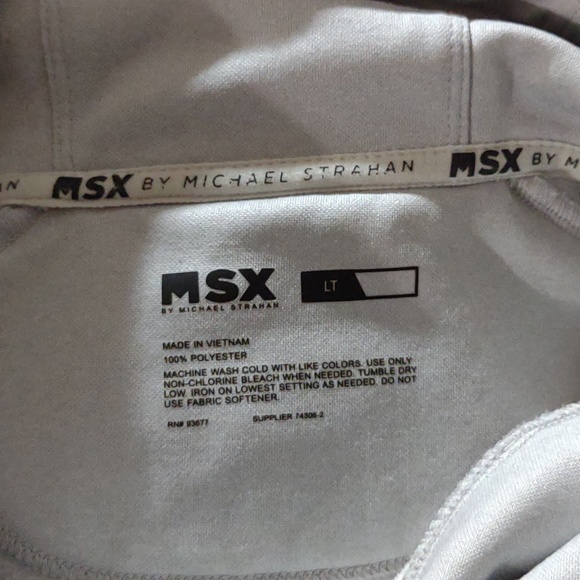 AN MSX BY MICHAEL STRAHAN MSX BY M
MSX LT
BY MICHAEL STRAHAN
MADE IN VIETNAM
100% POLYESTER
MACHINE WASH COLD WITH LIKE COLORS. USE ONLY
NON-CHLORINE BLEACH WHEN NEEDED. TUMBLE DRY
LOW. IRON ON LOWEST SETTING AS NEEDED. DO NOT
USE FABRIC SOFTENER.
RN# 93677 SUPPLIER 74306-2